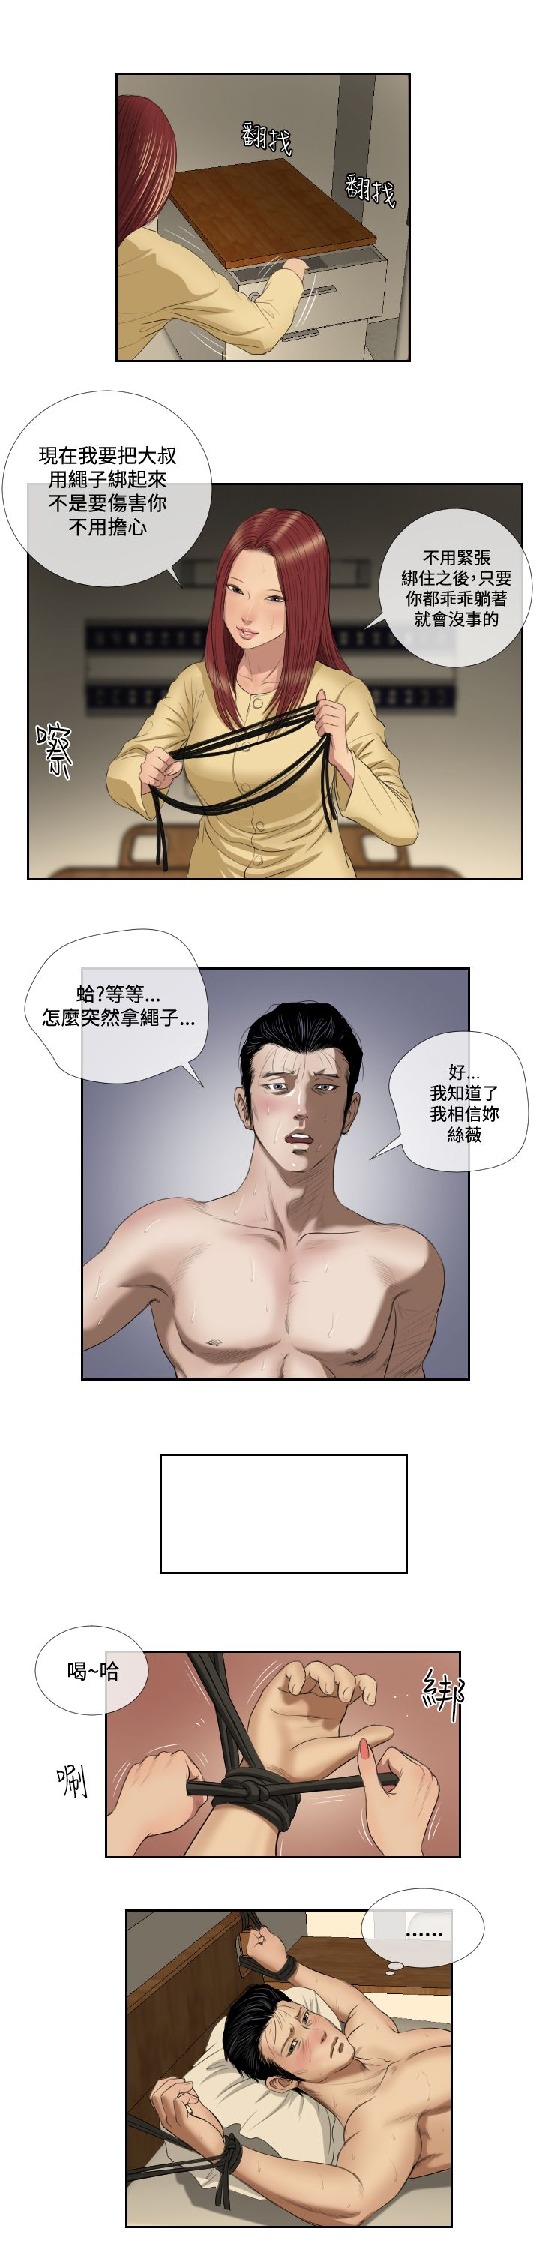 翻找
翻找
現在我要把大叔
用繩子綁起來
不是要傷害你
不用擔心
不用緊張
綁住之後,只要
你都乖乖躺著
就會沒事的
嚓
蛤?等等...
怎麼突然拿繩子...
好...
我知道了
我相信妳
絲薇
喝~哈
綁
唰
......